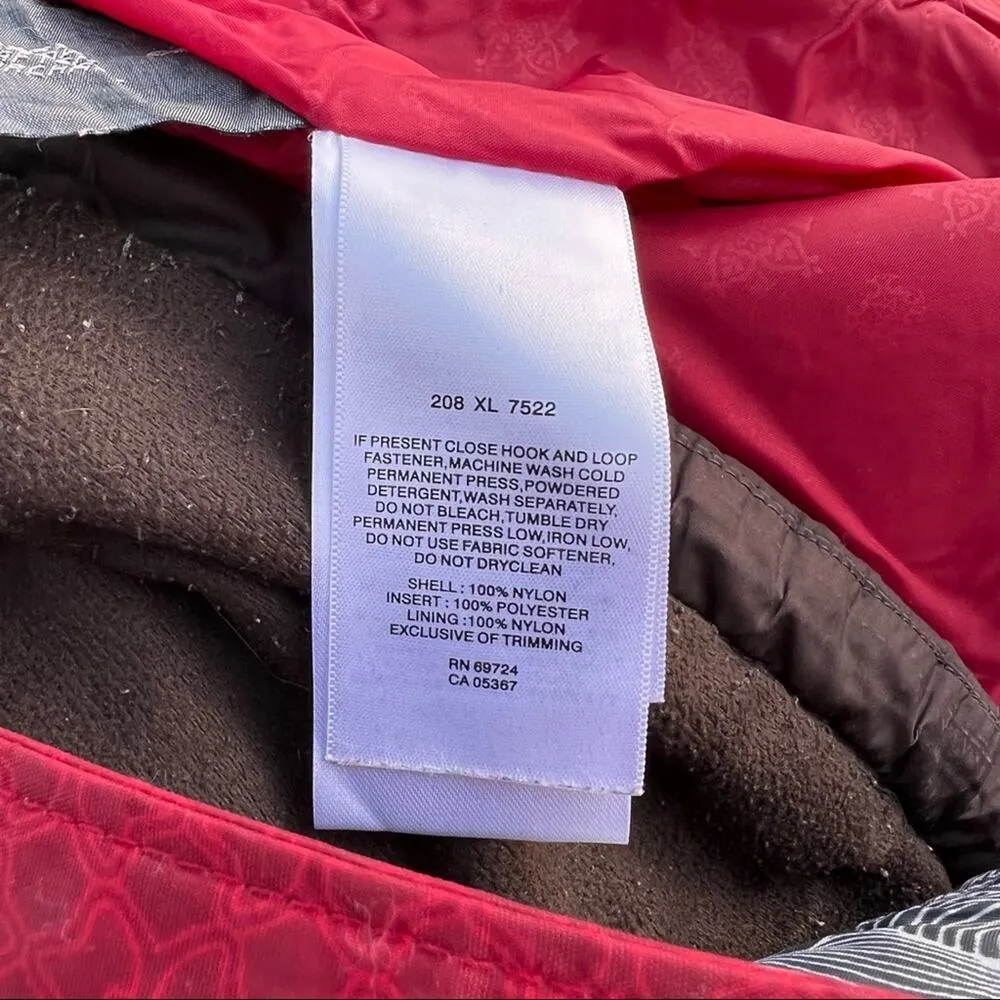 208 XL 7522
IF PRESENT CLOSE HOOK AND LOOP
FASTENER,MACHINE WASH COLD
PERMANENT PRESS,POWDERED
DETERGENT,WASH SEPARATELY,
DO NOT BLEACH,TUMBLE DRY
PERMANENT PRESS LOW,IRON LOW,
DO NOT USE FABRIC SOFTENER,
DO NOT DRYCLEAN
SHELL : 100% NYLON
INSERT : 100% POLYESTER
LINING :100% NYLON
EXCLUSIVE OF TRIMMING
RN 69724
CA 05367